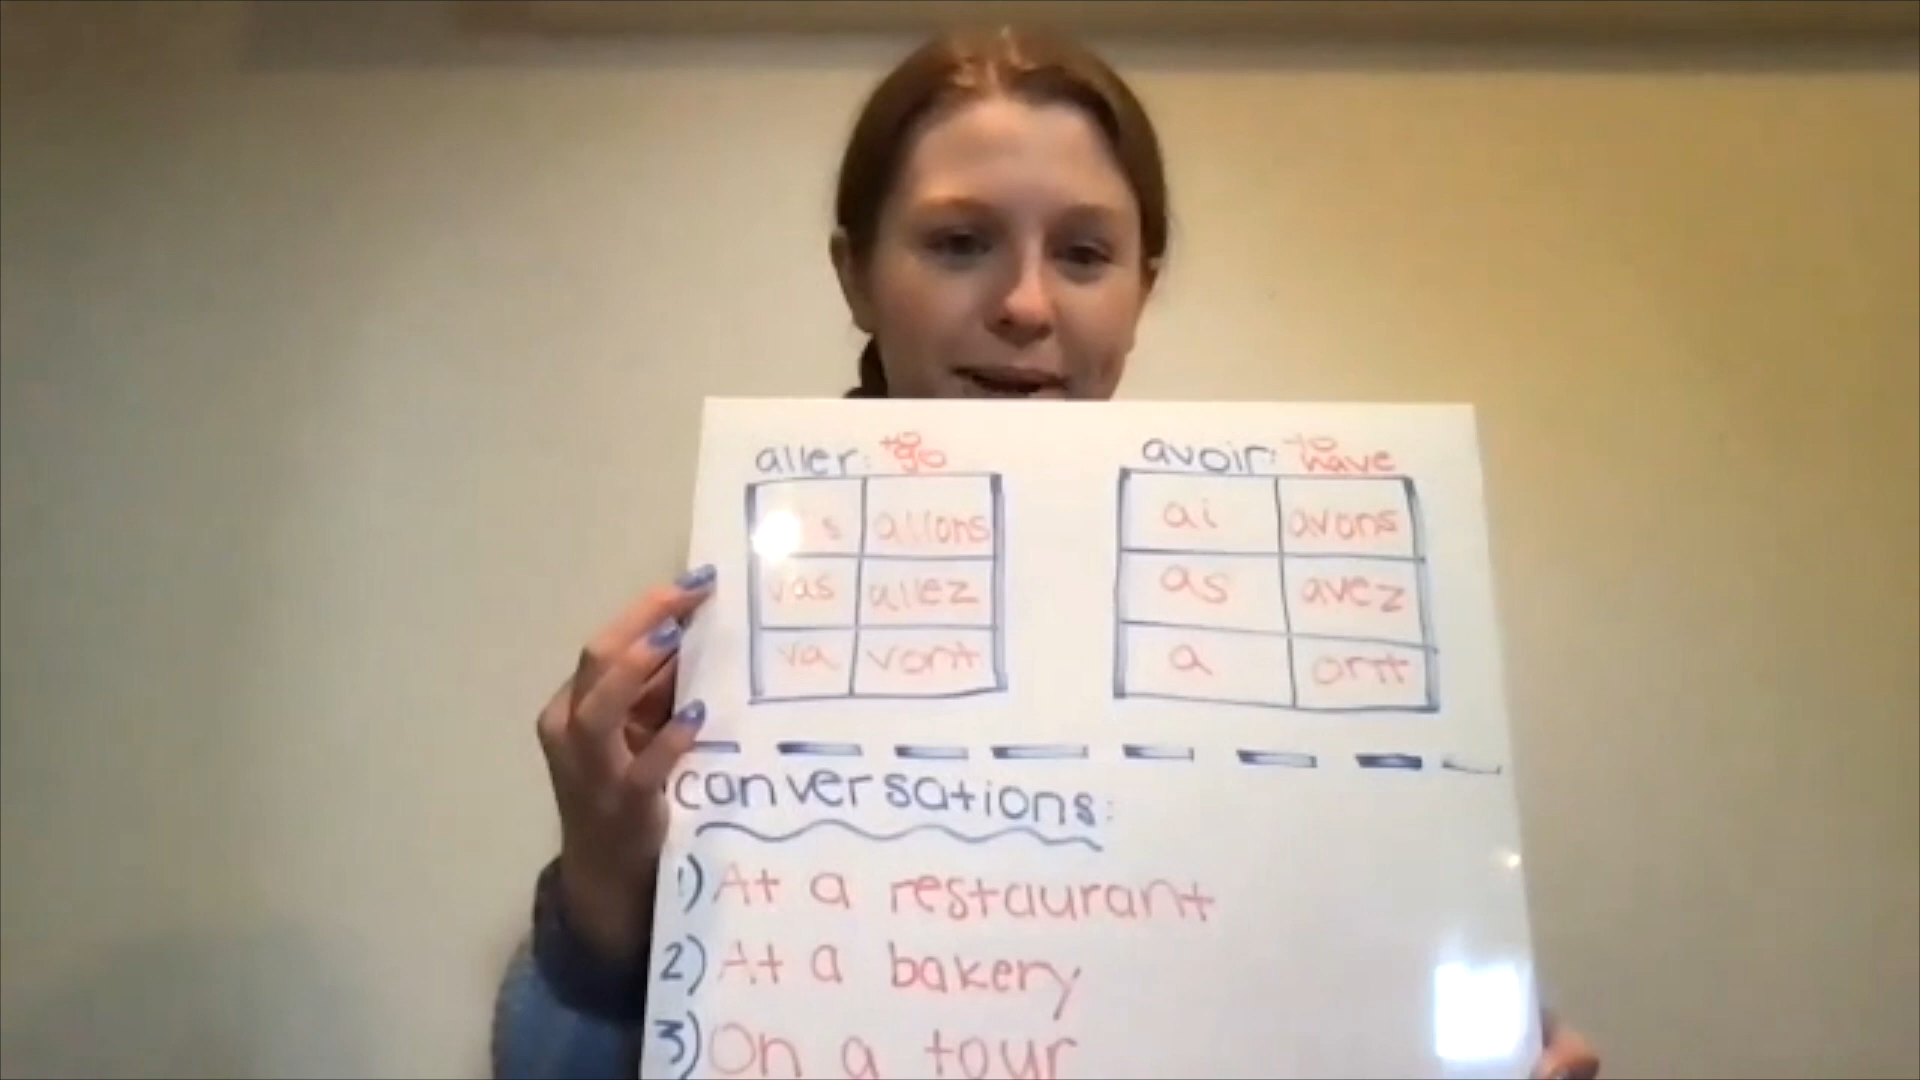 aller: to go
avoir: to have
allons
ai
avons
vas
allez
as
avez
va
vont
a
ont
conversations:
1) At a restaurant
2) At a bakery
3) On a tour